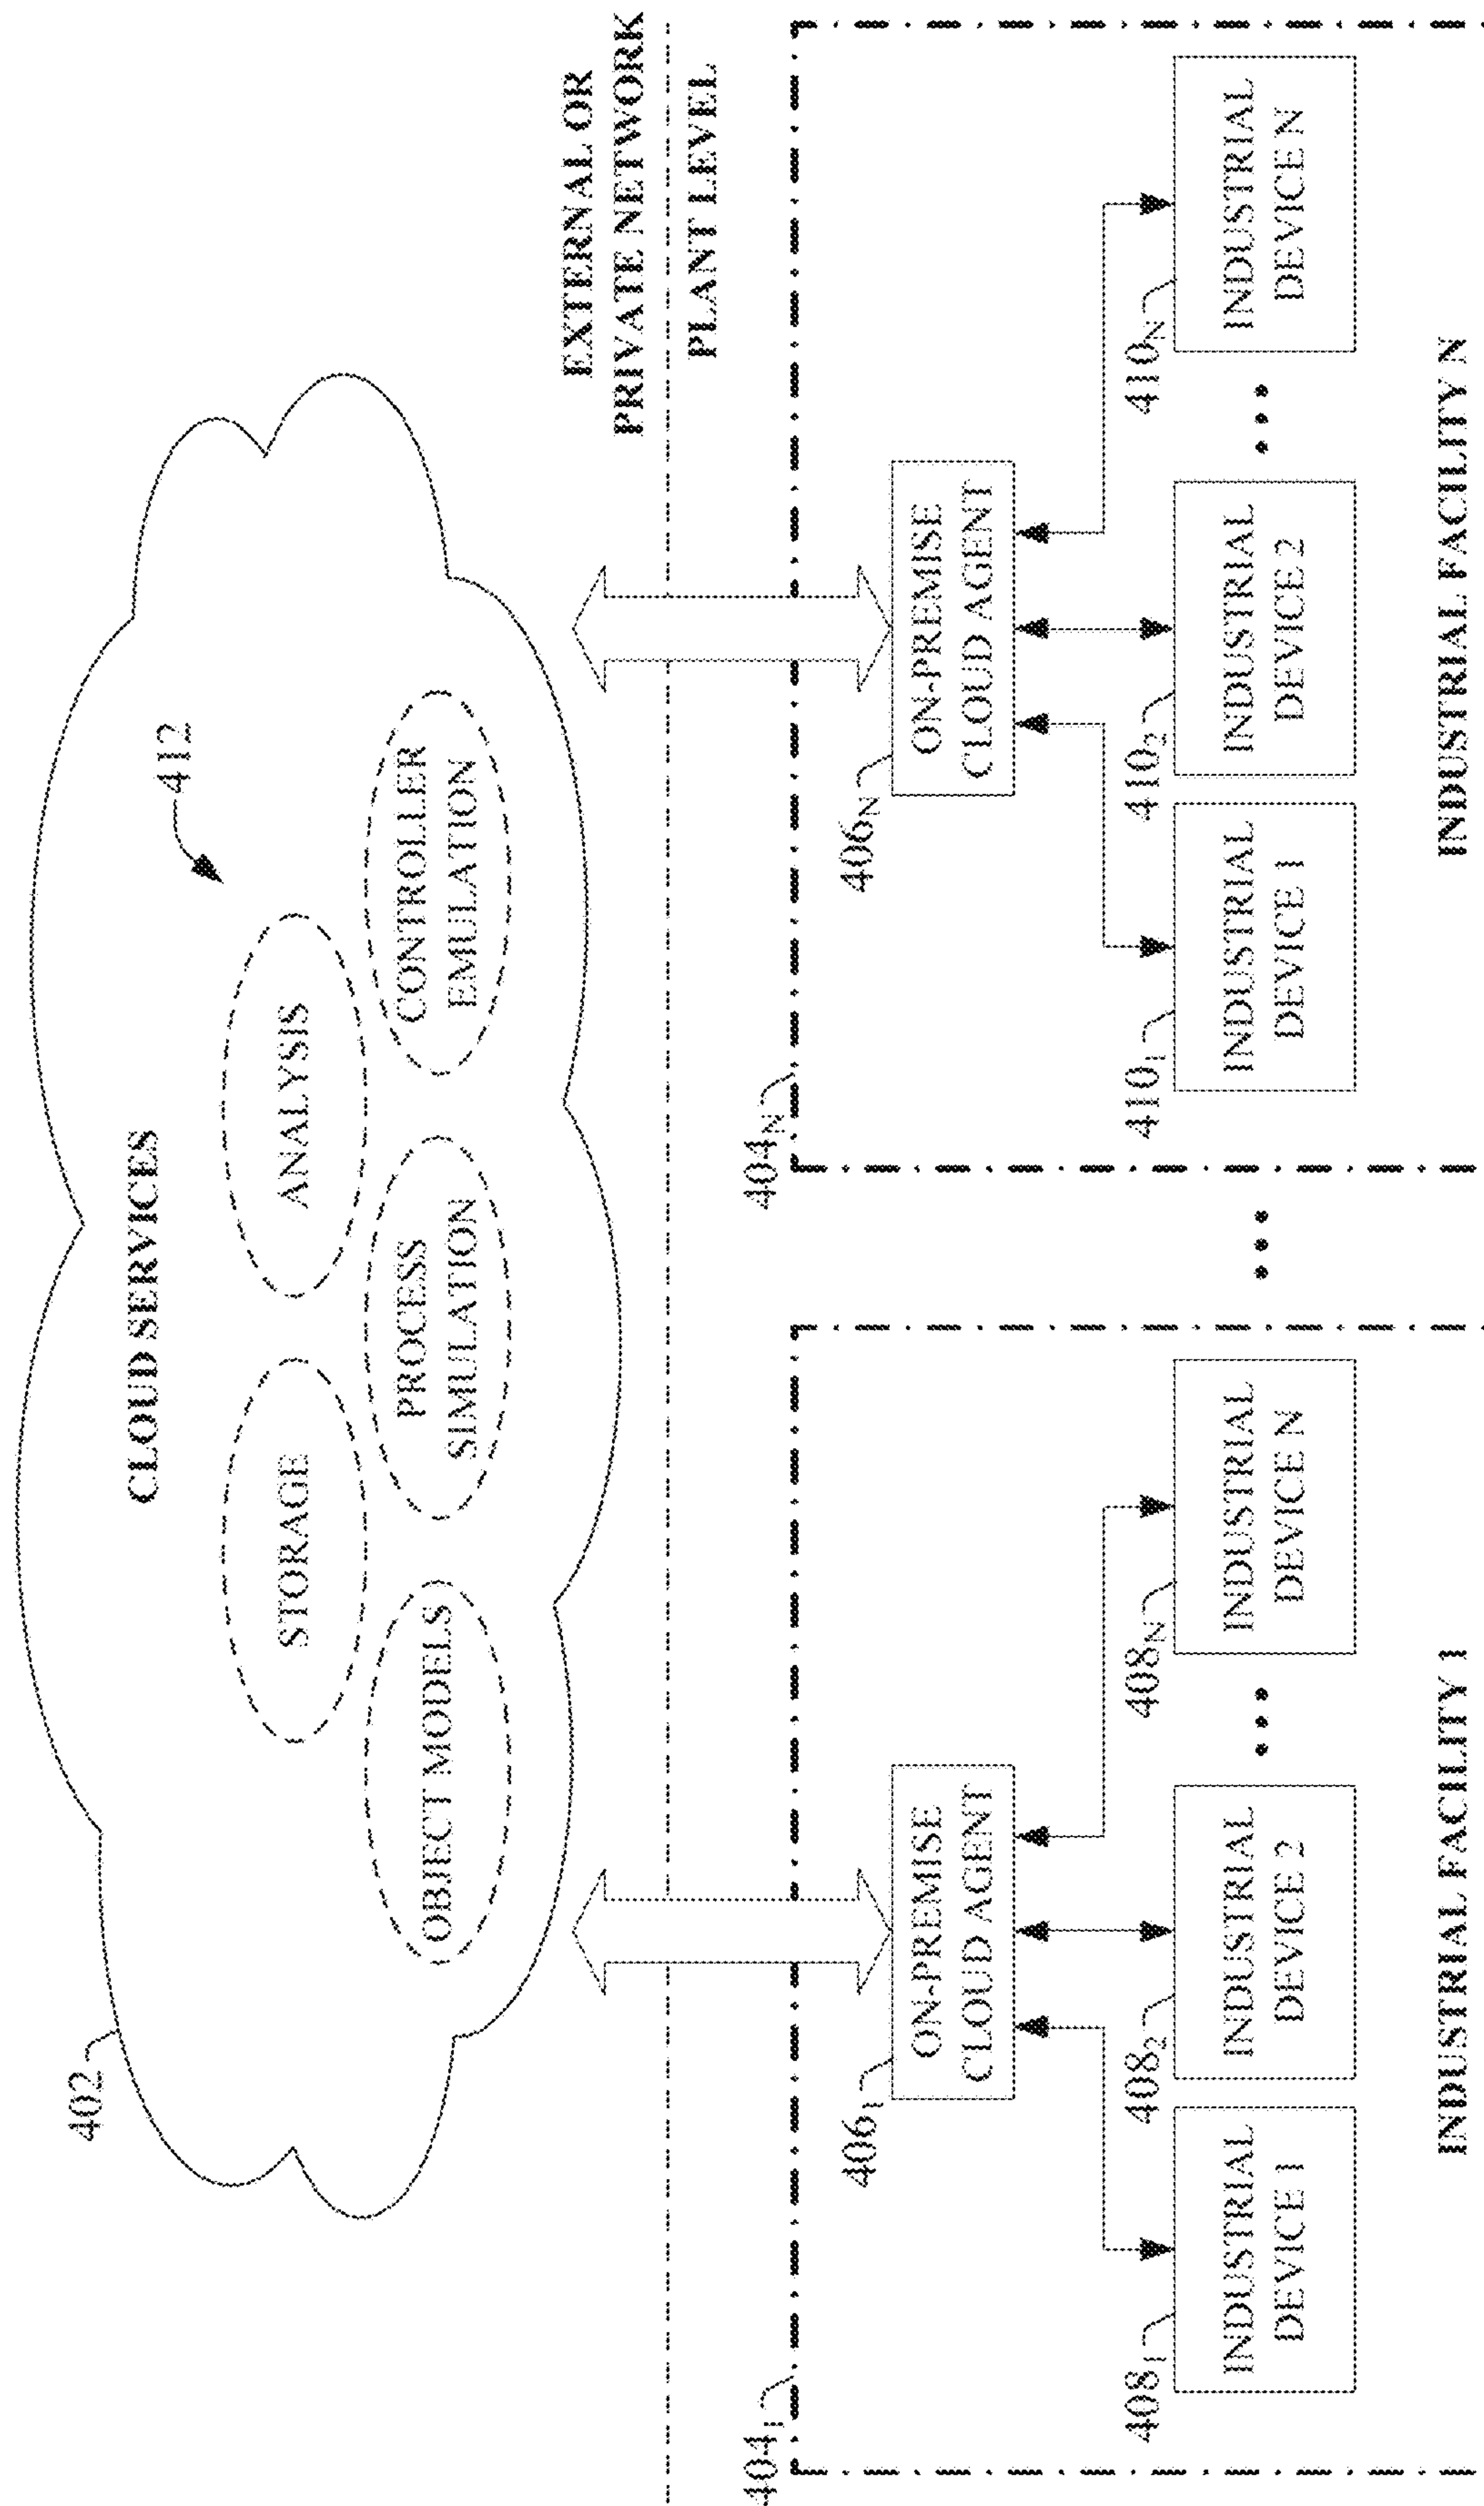 402
CLOUD SERVICES
412
STORAGE
ANALYSIS
OBJECT MODELS
PROCESS
SIMULATION
CONTROLLER
EMULATION
EXTERNAL OR
PRIVATE NETWORK
PLANT LEVEL
404₁
406₁
ON-PREMISE
CLOUD AGENT
408₁
INDUSTRIAL
DEVICE 1
408₂
INDUSTRIAL
DEVICE 2
•••
408N
INDUSTRIAL
DEVICE N
INDUSTRIAL FACILITY 1
•••
404N
406N
ON-PREMISE
CLOUD AGENT
410₁
INDUSTRIAL
DEVICE 1
410₂
INDUSTRIAL
DEVICE 2
•••
410N
INDUSTRIAL
DEVICE N
INDUSTRIAL FACILITY N